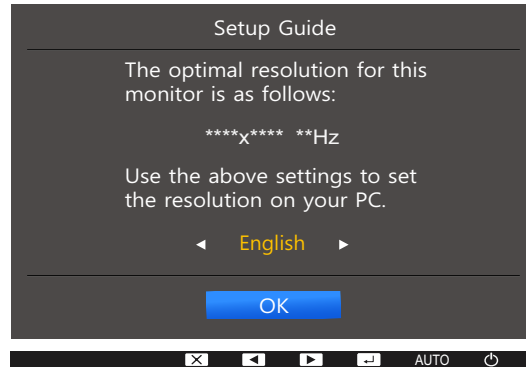 Setup Guide
The optimal resolution for this
monitor is as follows:
****x**** **Hz
Use the above settings to set
the resolution on your PC.
English
OK
AUTO